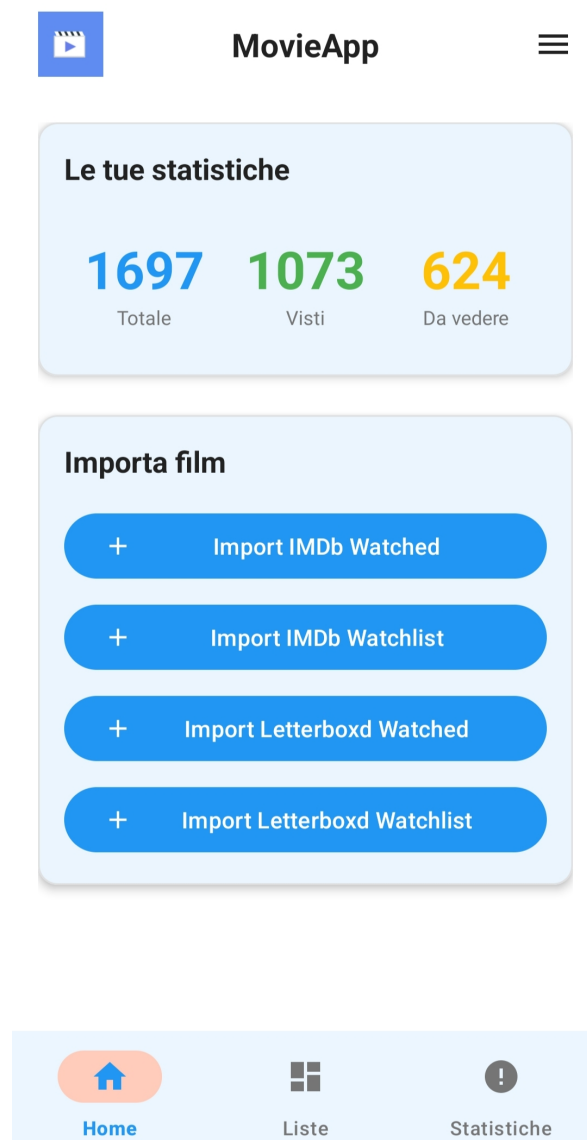 MovieApp
Le tue statistiche
1697 1073 624
Totale Visti Da vedere
Importa film
Import IMDb Watched
Import IMDb Watchlist
Import Letterboxd Watched
Import Letterboxd Watchlist
Home Liste Statistiche